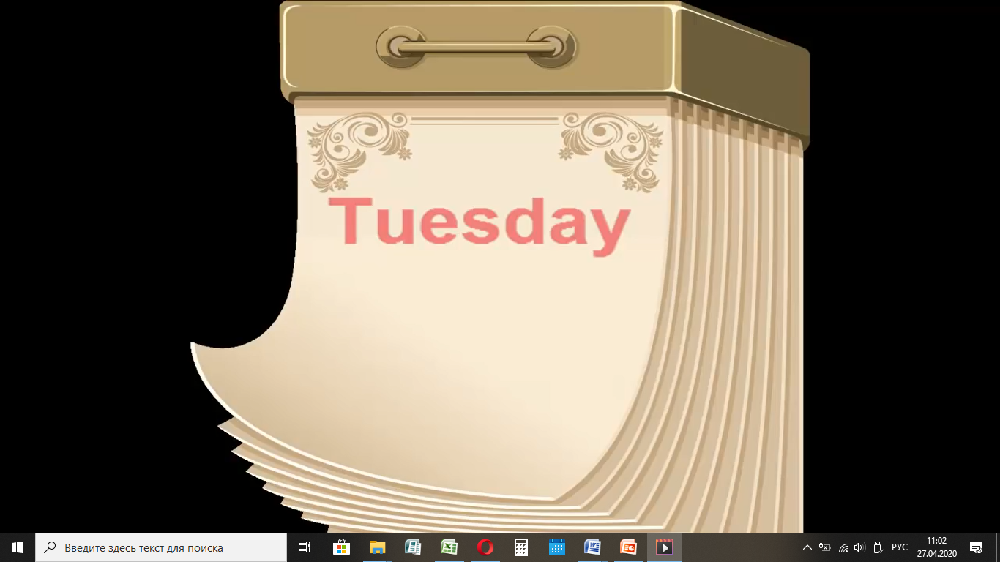 Tuesday
Введите здесь текст для поиска
РУС
11:02
27.04.2020